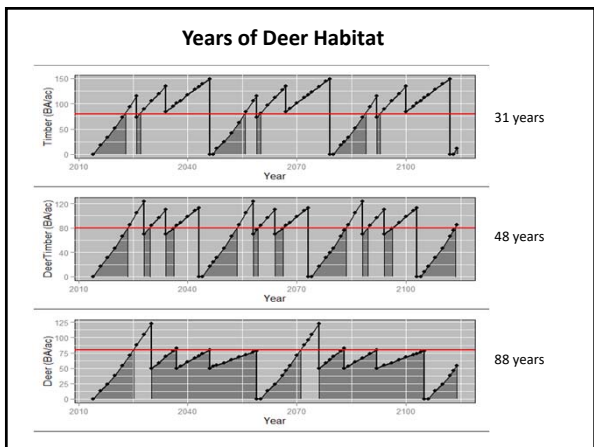 Years of Deer Habitat
Timber (BA/ac)
150
100
50
0
2010
2040
2070
2100
Year
31 years
DeerTimber (BA/ac)
120
80
40
0
2010
2040
2070
2100
Year
48 years
Deer (BA/ac)
125
100
75
50
25
0
2010
2040
2070
2100
Year
88 years